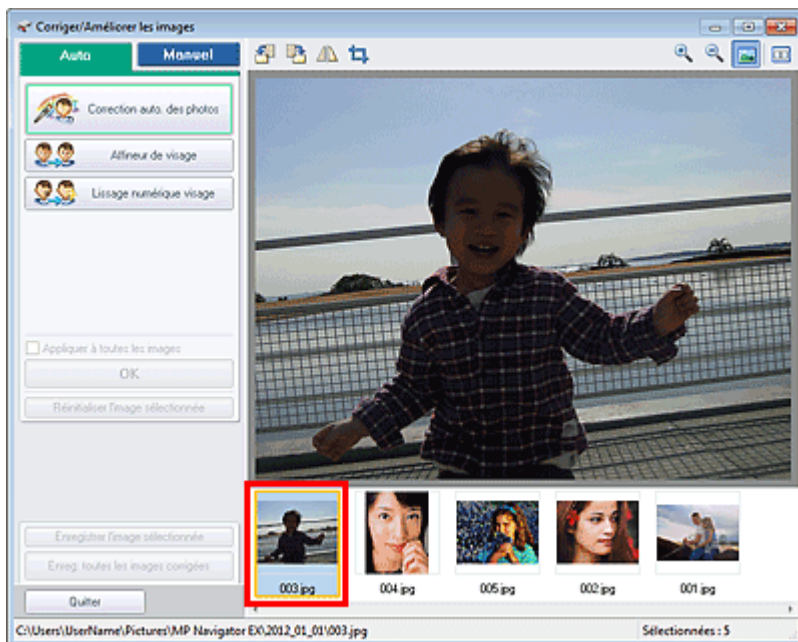 Corriger/Améliorer les images
Auto
Manuel
Correction auto. des photos
Affineur de visage
Lissage numérique visage
Appliquer à toutes les images
OK
Réinitialiser l'image sélectionnée
Enregistrer l'image sélectionnée
Enreg. toutes les images corrigées
Quitter
003.jpg
004.jpg
005.jpg
002.jpg
001.jpg
C:\Users\UserName\Pictures\MP Navigator EX\2012_01_01\003.jpg
Sélectionnées : 5